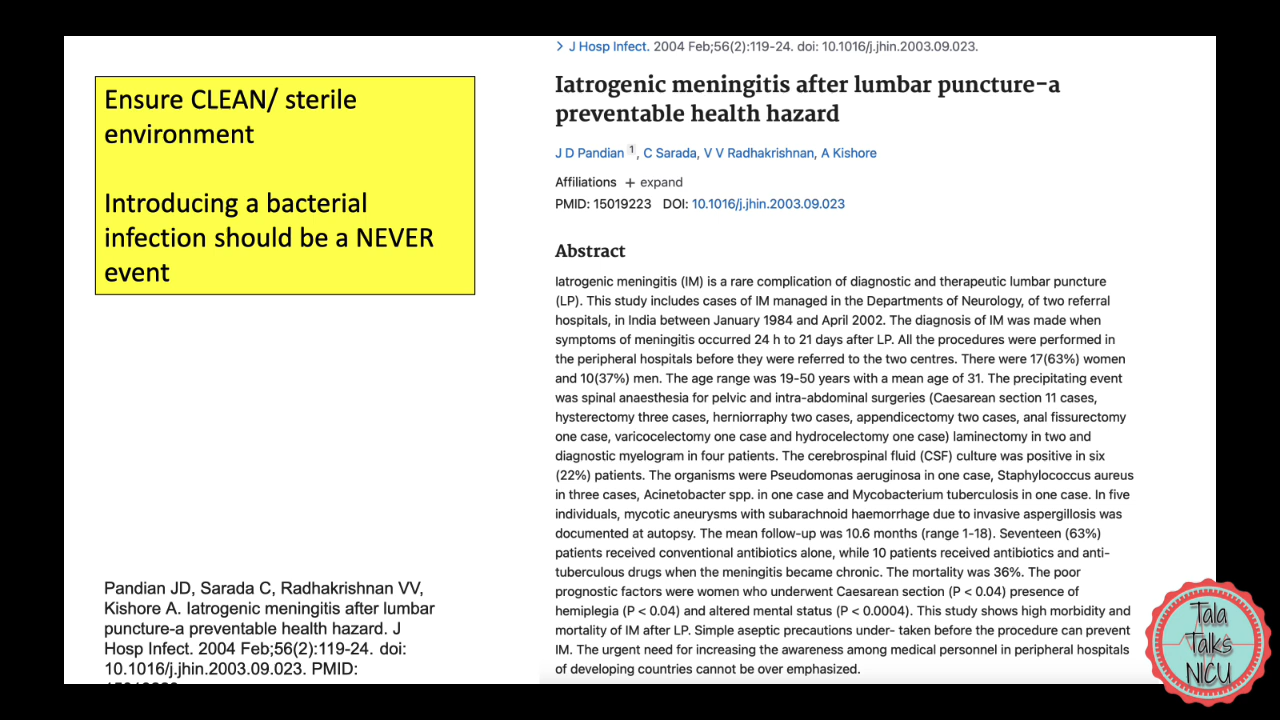 Ensure CLEAN/ sterile
environment
Introducing a bacterial
infection should be a NEVER
event
Pandian JD, Sarada C, Radhakrishnan VV,
Kishore A. Iatrogenic meningitis after lumbar
puncture-a preventable health hazard. J
Hosp Infect. 2004 Feb;56(2):119-24. doi:
10.1016/j.jhin.2003.09.023. PMID:
> J Hosp Infect. 2004 Feb;56(2):119-24. doi: 10.1016/j.jhin.2003.09.023.
Iatrogenic meningitis after lumbar puncture-a
preventable health hazard
J D Pandian 1, C Sarada, V V Radhakrishnan, A Kishore
Affiliations + expand
PMID: 15019223 DOI: 10.1016/j.jhin.2003.09.023
Abstract
Iatrogenic meningitis (IM) is a rare complication of diagnostic and therapeutic lumbar puncture
(LP). This study includes cases of IM managed in the Departments of Neurology, of two referral
hospitals, in India between January 1984 and April 2002. The diagnosis of IM was made when
symptoms of meningitis occurred 24 h to 21 days after LP. All the procedures were performed in
the peripheral hospitals before they were referred to the two centres. There were 17(63%) women
and 10(37%) men. The age range was 19-50 years with a mean age of 31. The precipitating event
was spinal anaesthesia for pelvic and intra-abdominal surgeries (Caesarean section 11 cases,
hysterectomy three cases, herniorraphy two cases, appendicectomy two cases, anal fissurectomy
one case, varicocelectomy one case and hydrocelectomy one case) laminectomy in two and
diagnostic myelogram in four patients. The cerebrospinal fluid (CSF) culture was positive in six
(22%) patients. The organisms were Pseudomonas aeruginosa in one case, Staphylococcus aureus
in three cases, Acinetobacter spp. in one case and Mycobacterium tuberculosis in one case. In five
individuals, mycotic aneurysms with subarachnoid haemorrhage due to invasive aspergillosis was
documented at autopsy. The mean follow-up was 10.6 months (range 1-18). Seventeen (63%)
patients received conventional antibiotics alone, while 10 patients received antibiotics and anti-
tuberculous drugs when the meningitis became chronic. The mortality was 36%. The poor
prognostic factors were women who underwent Caesarean section (P < 0.04) presence of
hemiplegia (P < 0.04) and altered mental status (P < 0.0004). This study shows high morbidity and
mortality of IM after LP. Simple aseptic precautions under- taken before the procedure can prevent
IM. The urgent need for increasing the awareness among medical personnel in peripheral hospitals
of developing countries cannot be over emphasized.
Tala
Talks
NICU